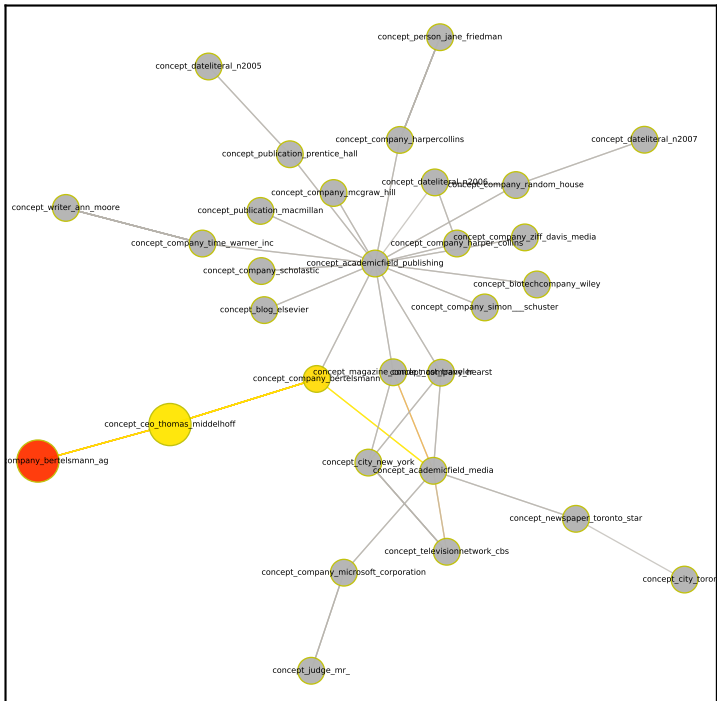 concept_person_jane_friedman
concept_dateliteral_n2005
concept_company_harpercollins
concept_dateliteral_n2007
concept_publication_prentice_hall
concept_dateliteral_n2006
concept_company_random_house
concept_company_mcgraw_hill
concept_writer_ann_moore
concept_publication_macmillan
concept_company_ziff_davis_media
concept_company_time_warner_inc
concept_company_harper_collins
concept_academicfield_publishing
concept_company_scholastic
concept_biotechcompany_wiley
concept_blog_elsevier
concept_company_simon___schuster
concept_company_bertelsmann
concept_ceo_thomas_middelhoff
company_bertelsmann_ag
concept_city_new_york
concept_academicfield_media
concept_newspaper_toronto_star
concept_televisionnetwork_cbs
concept_company_microsoft_corporation
concept_city_toron
concept_judge_mr_